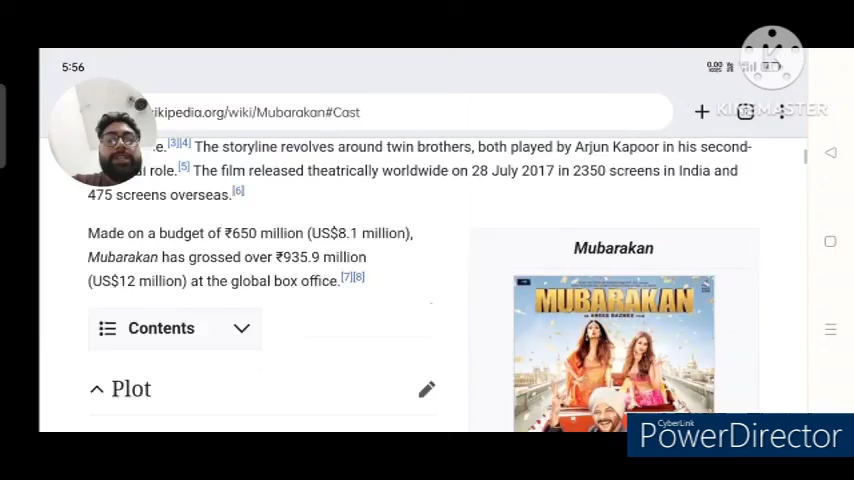 5:56
0.00
KINEMASTER
ikipedia.org/wiki/Mubarakan#Cast
e.[3][4] The storyline revolves around twin brothers, both played by Arjun Kapoor in his second-
al role.[5] The film released theatrically worldwide on 28 July 2017 in 2350 screens in India and
475 screens overseas.[6]
Made on a budget of ₹650 million (US$8.1 million),
Mubarakan has grossed over ₹935.9 million
(US$12 million) at the global box office.[7][8]
Contents
Plot
Mubarakan
MUBARAKAN
CyberLink
PowerDirector